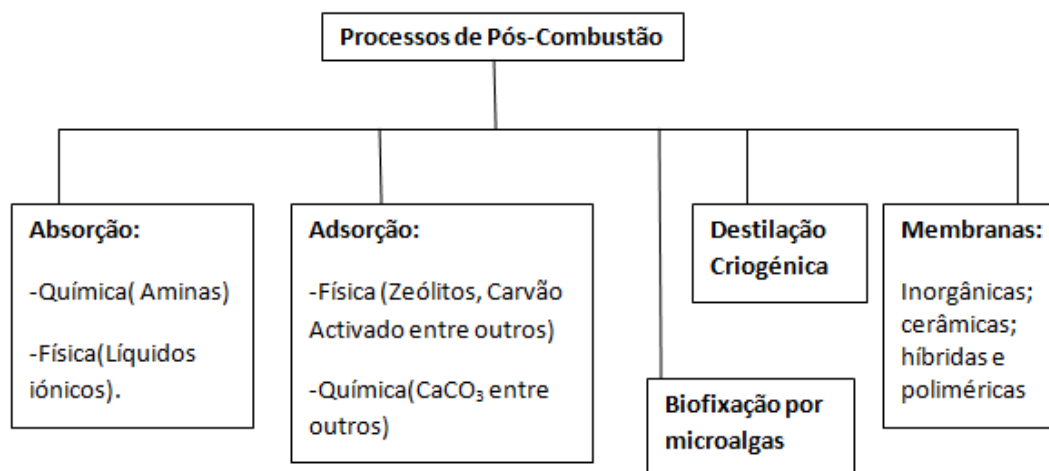 Processos de Pós-Combustão
Absorção:
-Química( Aminas)
-Física(Líquidos
iónicos).
Adsorção:
-Física (Zeólitos, Carvão
Activado entre outros)
-Química(CaCO₃ entre
outros)
Biofixação por
microalgas
Destilação
Criogénica
Membranas:
Inorgânicas;
cerâmicas;
híbridas e
poliméricas